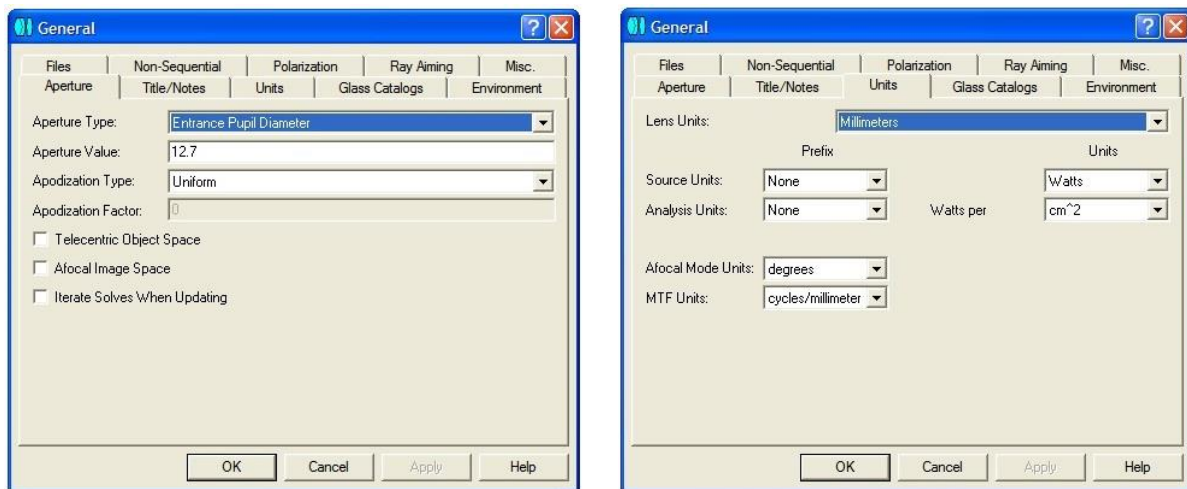 General
Files Non-Sequential Polarization Ray Aiming Misc.
Aperture Title/Notes Units Glass Catalogs Environment
Aperture Type: Entrance Pupil Diameter
Aperture Value: 12.7
Apodization Type: Uniform
Apodization Factor: 0
Telecentric Object Space
Afocal Image Space
Iterate Solves When Updating
OK Cancel Apply Help
General
Files Non-Sequential Polarization Ray Aiming Misc.
Aperture Title/Notes Units Glass Catalogs Environment
Lens Units: Millimeters
Prefix Units
Source Units: None Watts
Analysis Units: None Watts per cm^2
Afocal Mode Units: degrees
MTF Units: cycles/millimeter
OK Cancel Apply Help